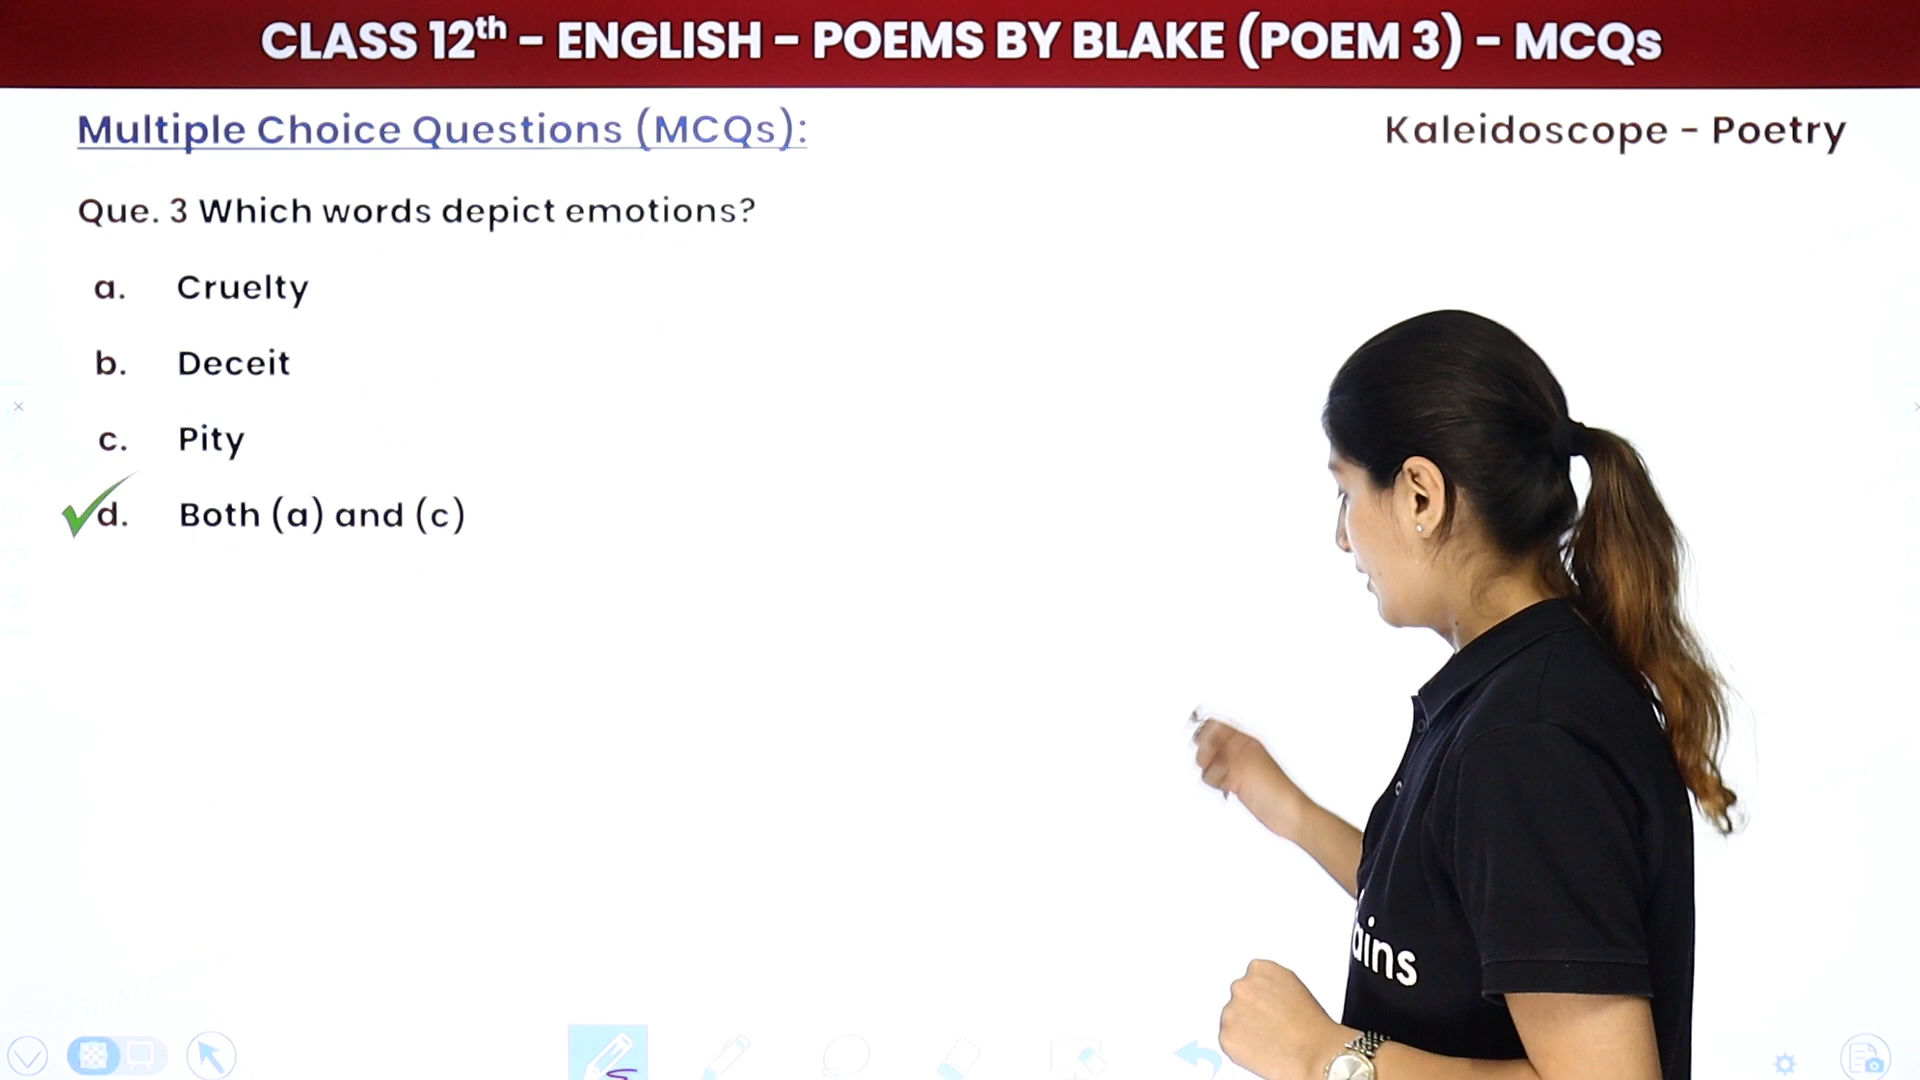 CLASS 12th - ENGLISH - POEMS BY BLAKE (POEM 3) - MCQs
Multiple Choice Questions (MCQs):
Kaleidoscope - Poetry
Que. 3 Which words depict emotions?
a. Cruelty
b. Deceit
c. Pity
d. Both (a) and (c)
ains